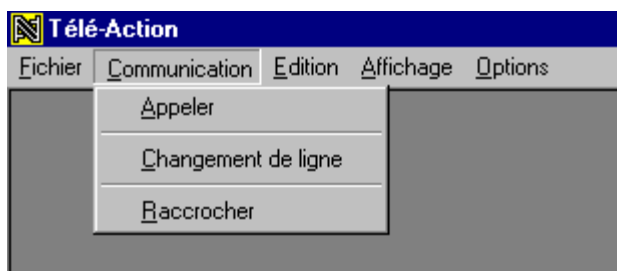 Télé-Action
Fichier Communication Edition Affichage Options
Appeler
Changement de ligne
Raccrocher